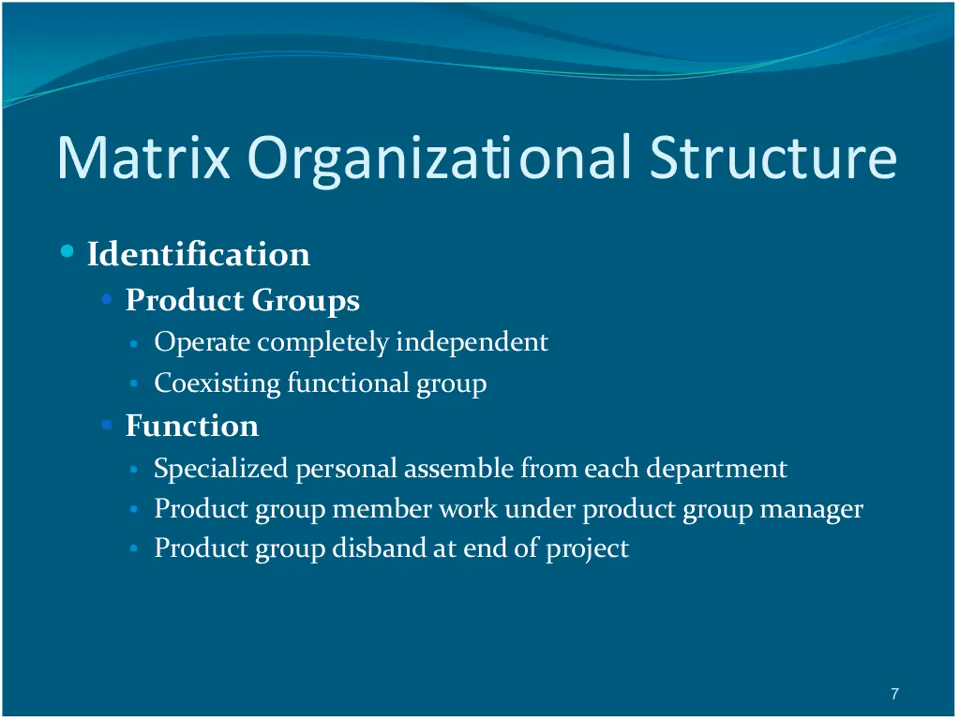 Matrix Organizational Structure
Identification
Product Groups
Operate completely independent
Coexisting functional group
Function
Specialized personal assemble from each department
Product group member work under product group manager
Product group disband at end of project
7